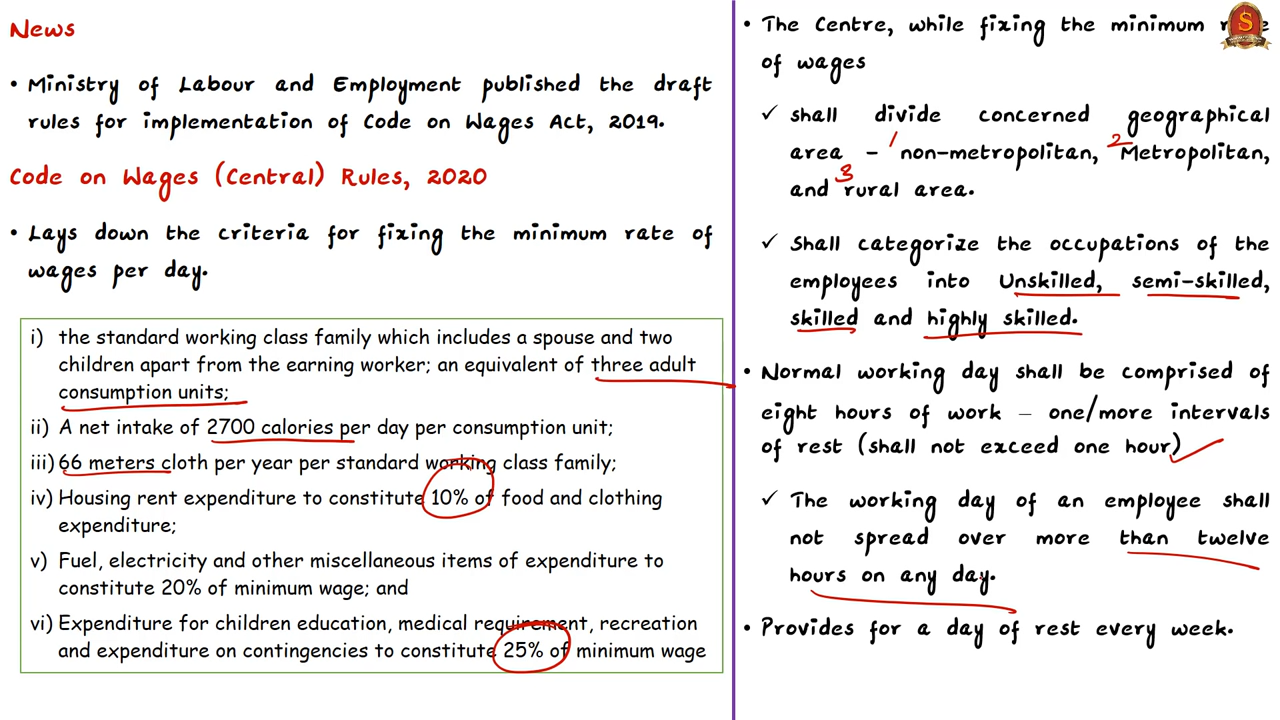 News
• Ministry of Labour and Employment published the draft
rules for implementation of Code on Wages Act, 2019.
Code on Wages (Central) Rules, 2020
• Lays down the criteria for fixing the minimum rate of
wages per day.
i) the standard working class family which includes a spouse and two
children apart from the earning worker; an equivalent of three adult
consumption units;
ii) A net intake of 2700 calories per day per consumption unit;
iii) 66 meters cloth per year per standard working class family;
iv) Housing rent expenditure to constitute 10% of food and clothing
expenditure;
v) Fuel, electricity and other miscellaneous items of expenditure to
constitute 20% of minimum wage; and
vi) Expenditure for children education, medical requirement, recreation
and expenditure on contingencies to constitute 25% of minimum wage
• The Centre, while fixing the minimum
of wages
✓ shall divide concerned geographical
area - 1 non-metropolitan, 2 Metropolitan,
and 3 rural area.
✓ Shall categorize the occupations of the
employees into Unskilled, semi-skilled,
skilled and highly skilled.
• Normal working day shall be comprised of
eight hours of work – one/more intervals
of rest (shall not exceed one hour)
✓ The working day of an employee shall
not spread over more than twelve
hours on any day.
• Provides for a day of rest every week.
S